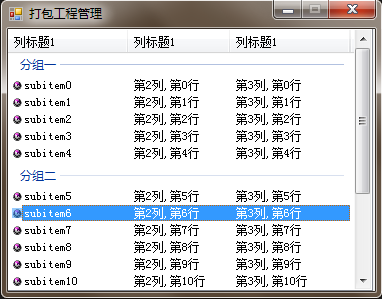 打包工程管理
列标题1 列标题1 列标题1
分组一
subitem0 第2列,第0行 第3列,第0行
subitem1 第2列,第1行 第3列,第1行
subitem2 第2列,第2行 第3列,第2行
subitem3 第2列,第3行 第3列,第3行
subitem4 第2列,第4行 第3列,第4行
分组二
subitem5 第2列,第5行 第3列,第5行
subitem6 第2列,第6行 第3列,第6行
subitem7 第2列,第7行 第3列,第7行
subitem8 第2列,第8行 第3列,第8行
subitem9 第2列,第9行 第3列,第9行
subitem10 第2列,第10行 第3列,第10行